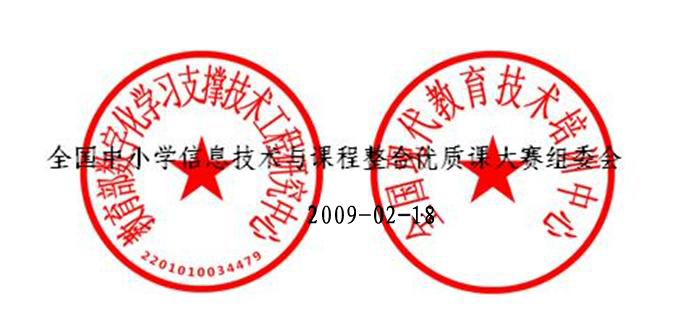 教育部数字化学习支撑技术工程研究中心
2201010034479
全国现代教育技术培训中心
全国中小学信息技术与课程整合优质课大赛组委会
2009-02-18